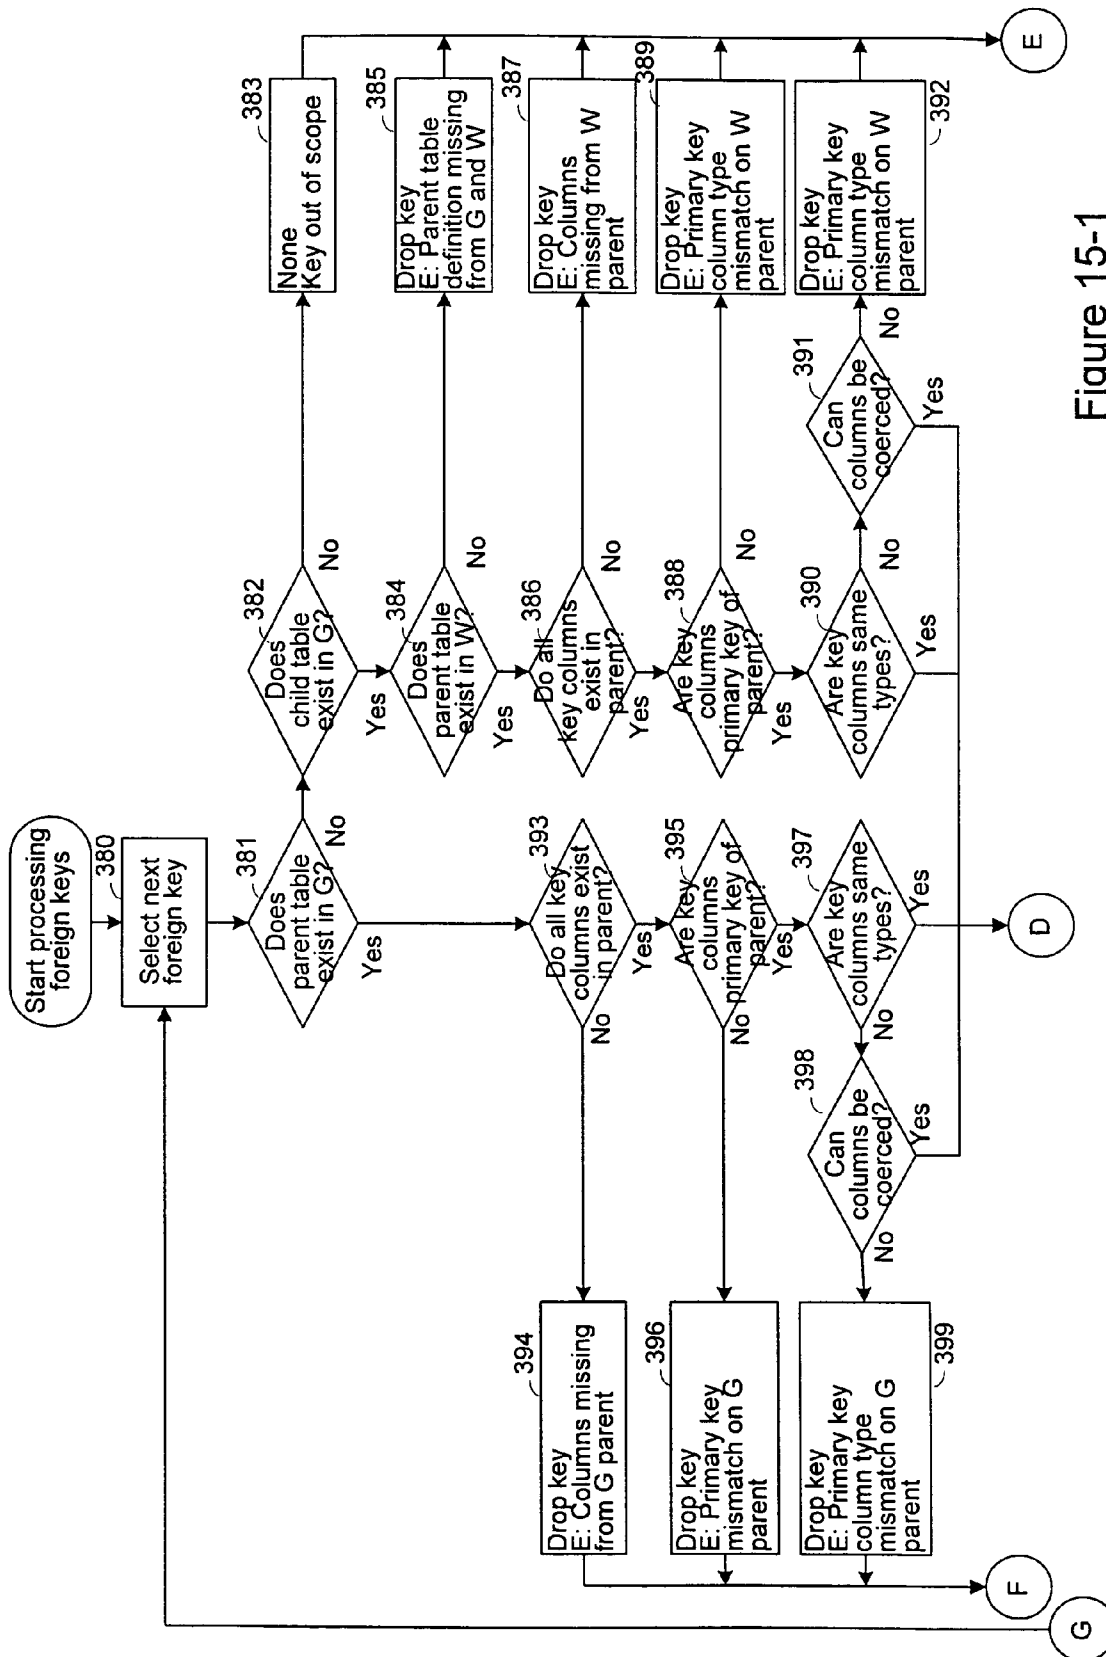 Start processing
foreign keys
380
Select next
foreign key
381
Does
parent table
exist in G?
No
Yes
382
Does
child table
exist in G?
No
Yes
383
None
Key out of scope
384
Does
parent table
exist in W?
No
Yes
385
Drop key
E: Parent table
definition missing
from G and W
386
Do all
key columns
exist in
parent?
No
Yes
387
Drop key
E: Columns
missing from W
parent
388
Are key
columns
primary key of
parent?
No
Yes
389
Drop key
E: Primary key
column type
mismatch on W
parent
390
Are key
columns same
types?
No
Yes
391
Can
columns be
coerced?
No
Yes
392
Drop key
E: Primary key
column type
mismatch on W
parent
393
Do all key
columns exist
in parent?
No
Yes
394
Drop key
E: Columns missing
from G parent
395
Are key
columns
primary key of
parent?
No
Yes
396
Drop key
E: Primary key
mismatch on G
parent
397
Are key
columns same
types?
No
Yes
398
Can
columns be
coerced?
No
Yes
399
Drop key
E: Primary key
column type
mismatch on G
parent
D
E
F
G
Figure 15-1